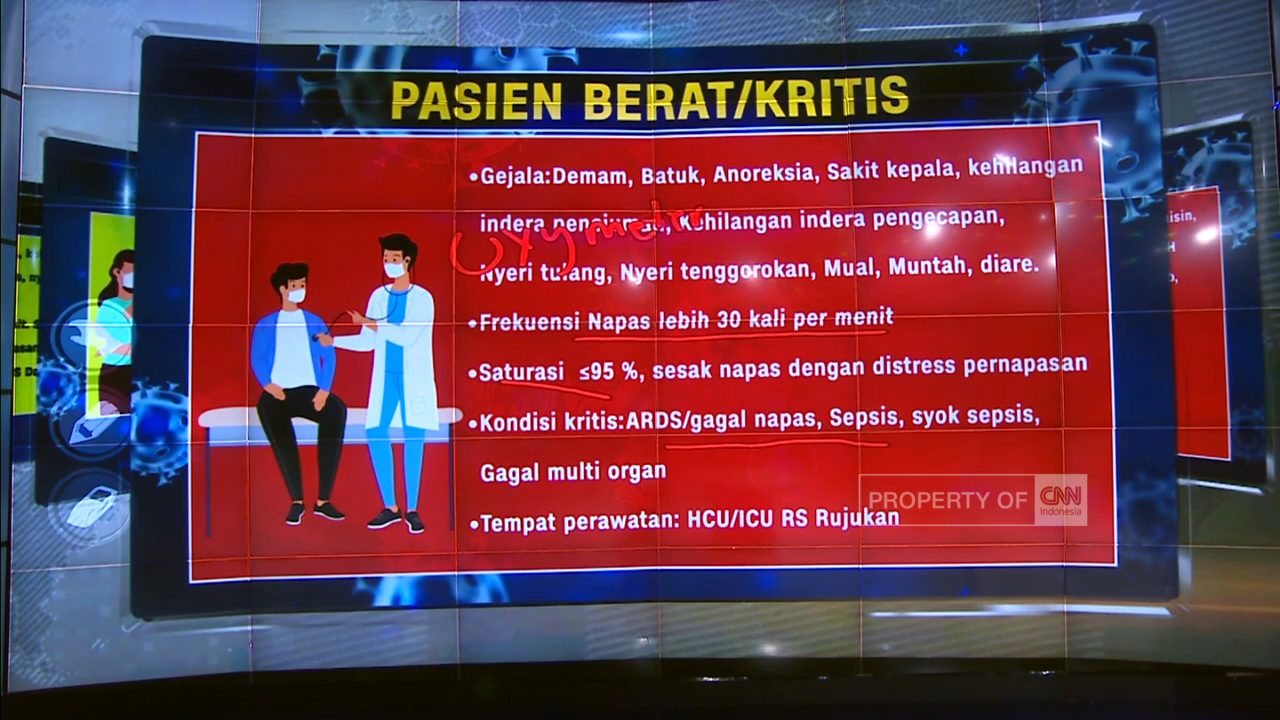 PASIEN BERAT/KRITIS
•Gejala:Demam, Batuk, Anoreksia, Sakit kepala, kehilangan
indera penciuman, Kehilangan indera pengecapan,
oxymeter
Nyeri tulang, Nyeri tenggorokan, Mual, Muntah, diare.
•Frekuensi Napas lebih 30 kali per menit
•Saturasi ≤95 %, sesak napas dengan distress pernapasan
•Kondisi kritis:ARDS/gagal napas, Sepsis, syok sepsis,
Gagal multi organ
•Tempat perawatan: HCU/ICU RS Rujukan
PROPERTY OF CNN
Indonesia